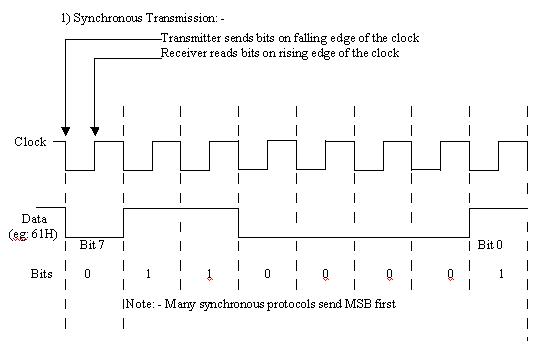 1) Synchronous Transmission: -
Transmitter sends bits on falling edge of the clock
Receiver reads bits on rising edge of the clock
Clock
Data
(eg: 61H)
Bit 7
Bit 0
Bits 0 1 1 0 0 0 0 1
Note: - Many synchronous protocols send MSB first